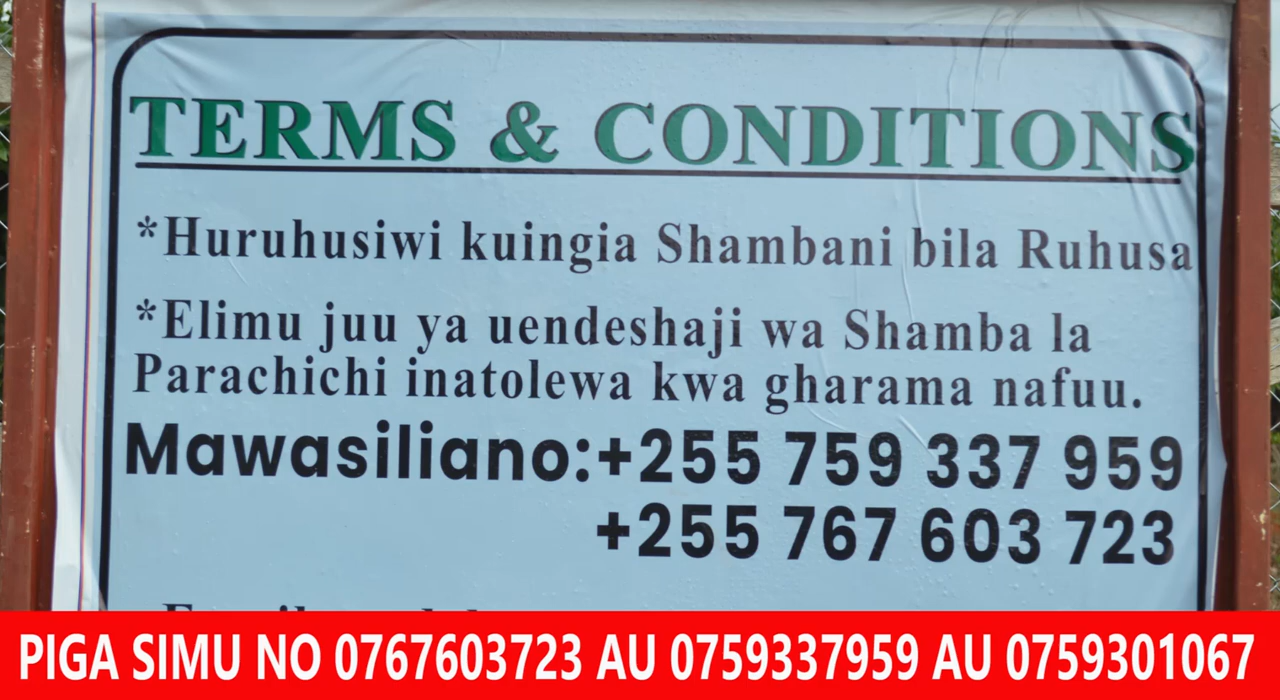 TERMS & CONDITIONS
*Huruhusiwi kuingia Shambani bila Ruhusa
*Elimu juu ya uendeshaji wa Shamba la
Parachichi inatolewa kwa gharama nafuu.
Mawasiliano:+255 759 337 959
+255 767 603 723
PIGA SIMU NO 0767603723 AU 0759337959 AU 0759301067